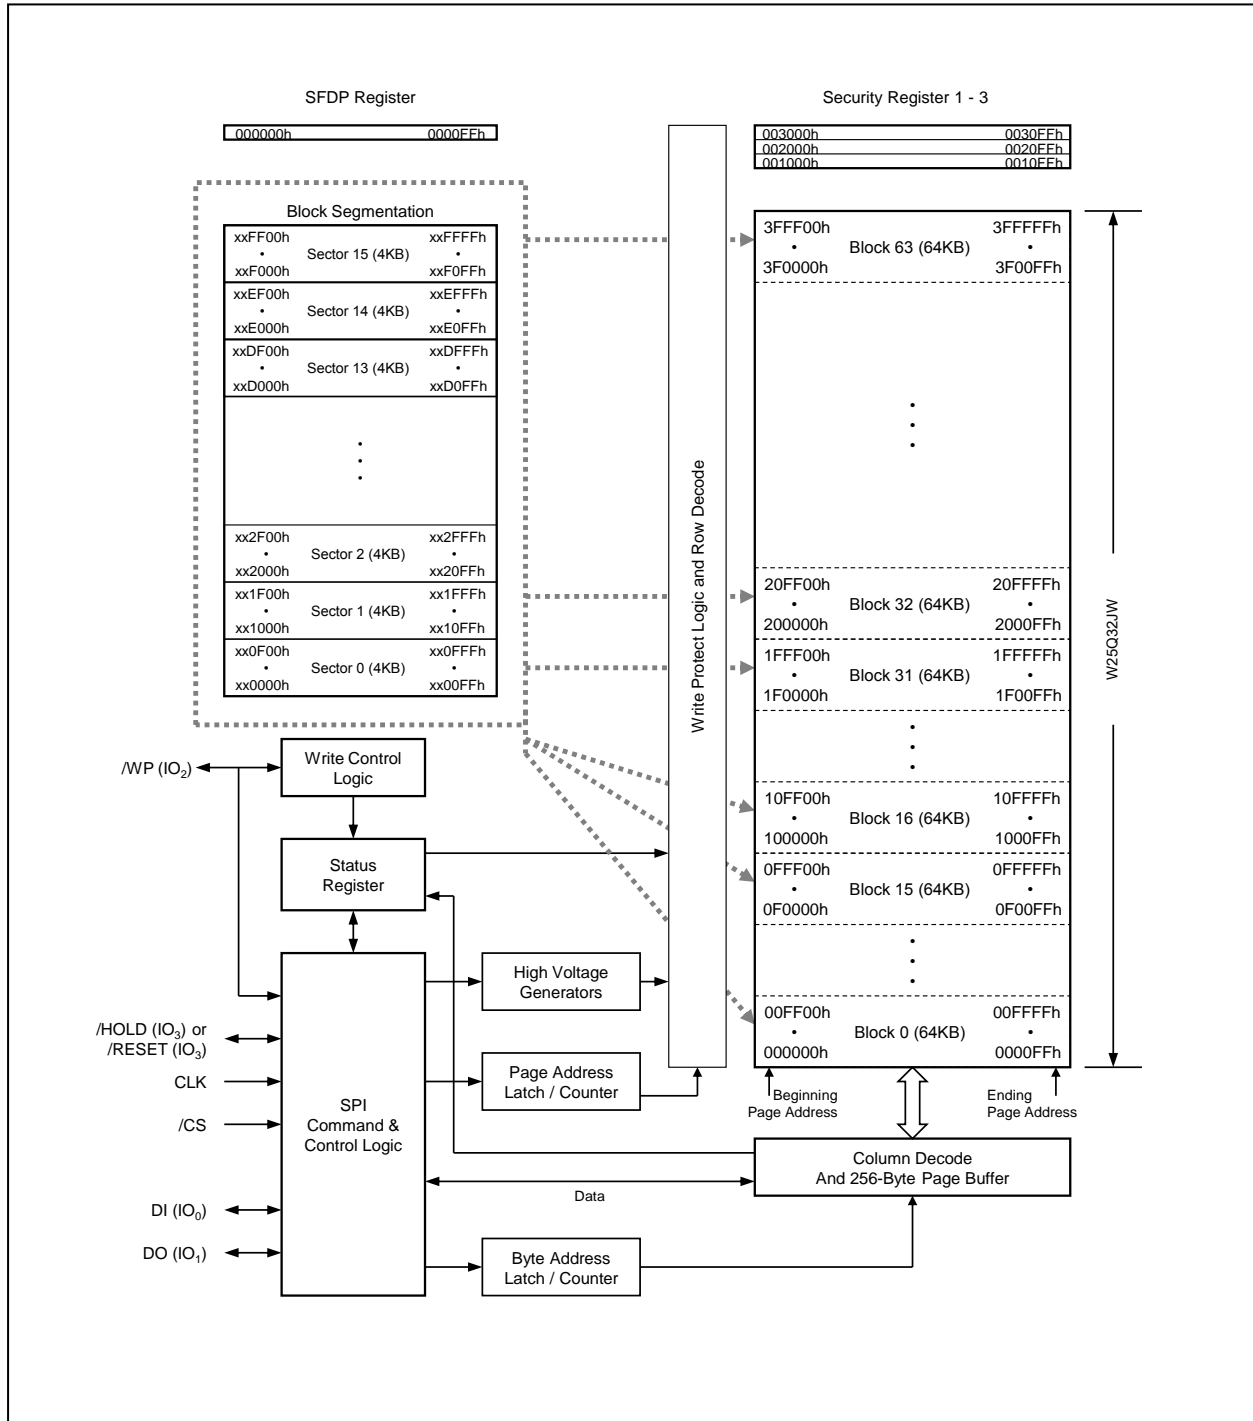 SFDP Register
000000h 0000FFh
Security Register 1 - 3
003000h 0030FFh
002000h 0020FFh
001000h 0010FFh
Block Segmentation
xxFF00h xxFFFFh
• Sector 15 (4KB) •
xxF000h xxF0FFh
xxEF00h xxEFFFh
• Sector 14 (4KB) •
xxE000h xxE0FFh
xxDF00h xxDFFFh
• Sector 13 (4KB) •
xxD000h xxD0FFh
xx2F00h xx2FFFh
• Sector 2 (4KB) •
xx2000h xx20FFh
xx1F00h xx1FFFh
• Sector 1 (4KB) •
xx1000h xx10FFh
xx0F00h xx0FFFh
• Sector 0 (4KB) •
xx0000h xx00FFh
Write Protect Logic and Row Decode
3FFF00h 3FFFFFh
• Block 63 (64KB) •
3F0000h 3F00FFh
20FF00h 20FFFFh
• Block 32 (64KB) •
200000h 2000FFh
1FFF00h 1FFFFFh
• Block 31 (64KB) •
1F0000h 1F00FFh
10FF00h 10FFFFh
• Block 16 (64KB) •
100000h 1000FFh
0FFF00h 0FFFFFh
• Block 15 (64KB) •
0F0000h 0F00FFh
00FF00h 00FFFFh
• Block 0 (64KB) •
000000h 0000FFh
W25Q32JW
Beginning
Page Address
Ending
Page Address
/WP (IO2)
Write Control
Logic
Status
Register
High Voltage
Generators
/HOLD (IO3) or
/RESET (IO3)
CLK
/CS
SPI
Command &
Control Logic
Page Address
Latch / Counter
Column Decode
And 256-Byte Page Buffer
Data
DI (IO0)
DO (IO1)
Byte Address
Latch / Counter